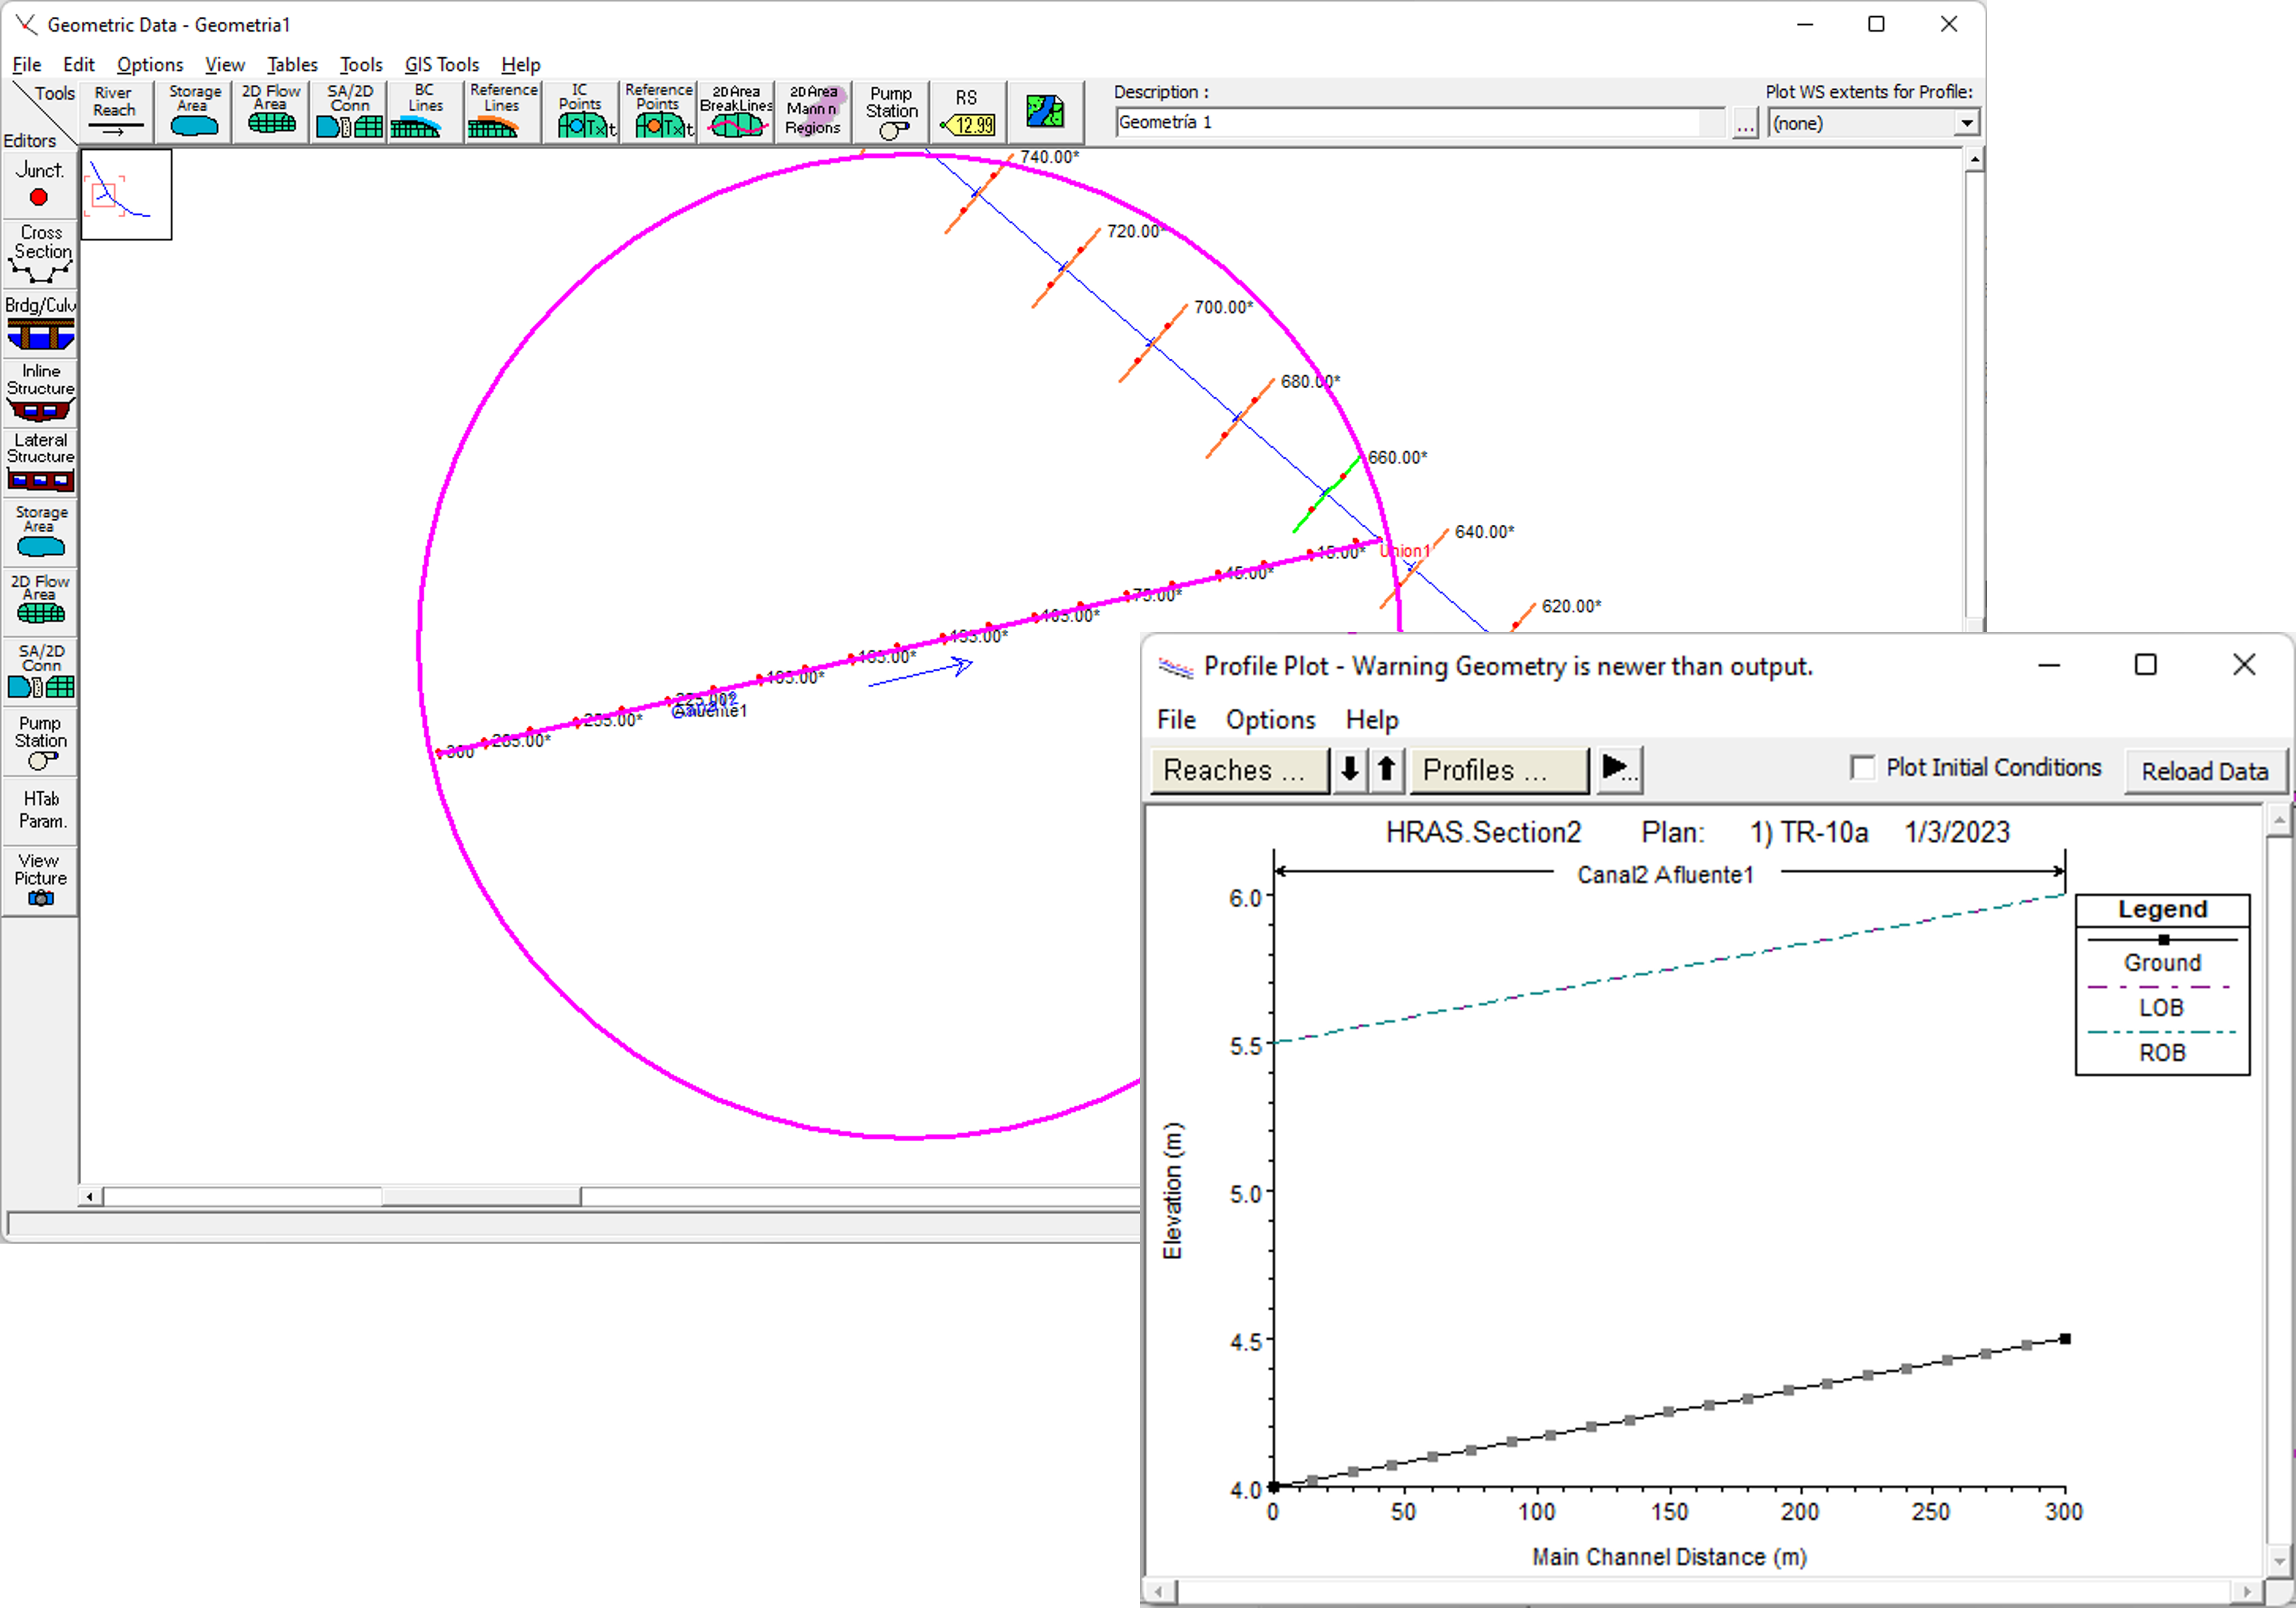 Geometric Data - Geometria1
File Edit Options View Tables Tools GIS Tools Help
Tools
Editors
River Reach
Storage Area
2D Flow Area
SA/2D Conn
BC Lines
Reference Lines
IC Points
Reference Points
2D Area BreakLines
2D Area Mann n Regions
Pump Station
RS
12.99
Description :
Geometría 1
...
Plot WS extents for Profile:
(none)
Junct.
Cross Section
Brdg/Culv
Inline Structure
Lateral Structure
Storage Area
2D Flow Area
SA/2D Conn
Pump Station
HTab Param.
View Picture
740.00*
720.00*
700.00*
680.00*
660.00*
640.00*
620.00*
Union1
15.00*
45.00*
75.00*
105.00*
135.00*
165.00*
195.00*
225.00*
Afluente1
255.00*
285.00*
300
Profile Plot - Warning Geometry is newer than output.
File Options Help
Reaches ...
Profiles ...
Plot Initial Conditions
Reload Data
HRAS.Section2 Plan: 1) TR-10a 1/3/2023
Canal2 Afluente1
6.0
5.5
5.0
4.5
4.0
Elevation (m)
0 50 100 150 200 250 300
Main Channel Distance (m)
Legend
Ground
LOB
ROB